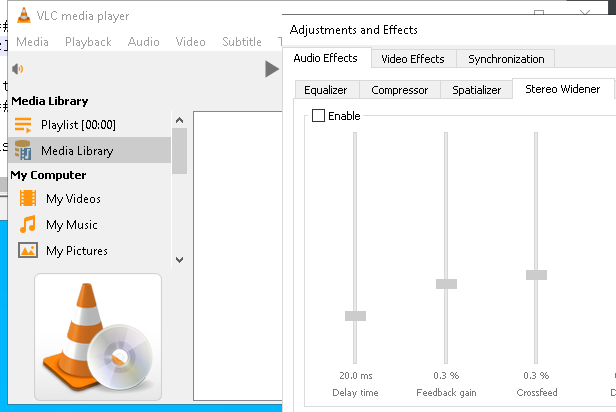 VLC media player
Media Playback Audio Video Subtitle
Media Library
Playlist [00:00]
Media Library
My Computer
My Videos
My Music
My Pictures
Adjustments and Effects
Audio Effects Video Effects Synchronization
Equalizer Compressor Spatializer Stereo Widener
Enable
20.0 ms 0.3 % 0.3 %
Delay time Feedback gain Crossfeed